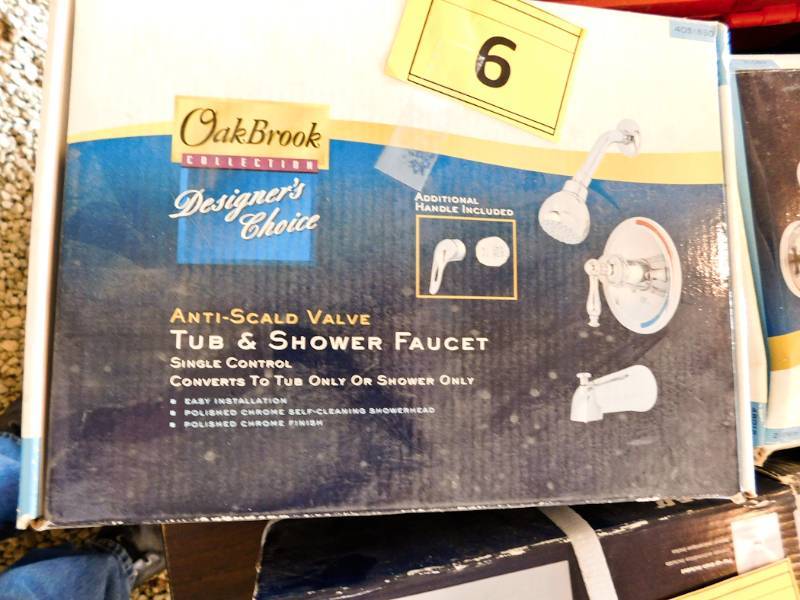 6
OakBrook
COLLECTION
Designer's
Choice
ADDITIONAL
HANDLE INCLUDED
ANTI-SCALD VALVE
TUB & SHOWER FAUCET
SINGLE CONTROL
CONVERTS TO TUB ONLY OR SHOWER ONLY
EASY INSTALLATION
POLISHED CHROME SELF-CLEANING SHOWERHEAD
POLISHED CHROME FINISH